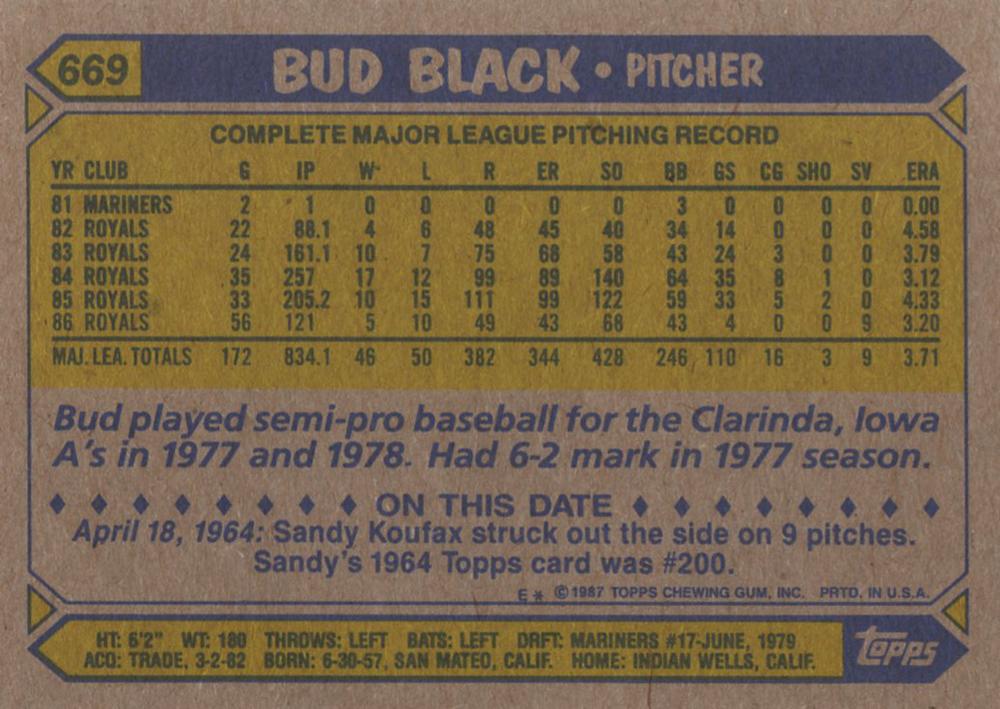 669 BUD BLACK • PITCHER
COMPLETE MAJOR LEAGUE PITCHING RECORD
YR CLUB G IP W L R ER SO BB GS CG SHO SV ERA
81 MARINERS 2 1 0 0 0 0 0 3 0 0 0 0 0.00
82 ROYALS 22 88.1 4 6 48 45 40 34 14 0 0 0 4.58
83 ROYALS 24 161.1 10 7 75 68 58 43 24 3 0 0 3.79
84 ROYALS 35 257 17 12 99 89 140 64 35 8 1 0 3.12
85 ROYALS 33 205.2 10 15 111 99 122 59 33 5 2 0 4.33
86 ROYALS 56 121 5 10 49 43 68 43 4 0 0 9 3.20
MAJ. LEA. TOTALS 172 834.1 46 50 382 344 428 246 110 16 3 9 3.71
Bud played semi-pro baseball for the Clarinda, Iowa
A's in 1977 and 1978. Had 6-2 mark in 1977 season.
ON THIS DATE
April 18, 1964: Sandy Koufax struck out the side on 9 pitches.
Sandy's 1964 Topps card was #200.
E* ©1987 TOPPS CHEWING GUM, INC. PRTD. IN U.S.A.
HT: 6'2" WT: 180 THROWS: LEFT BATS: LEFT DRFT: MARINERS #17-JUNE, 1979
ACQ: TRADE, 3-2-82 BORN: 6-30-57, SAN MATEO, CALIF. HOME: INDIAN WELLS, CALIF.
topps